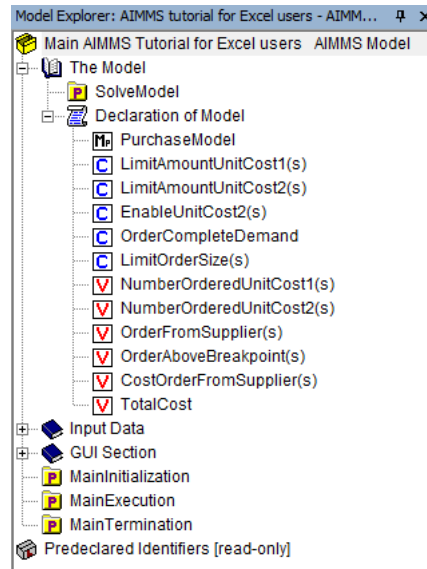 Model Explorer: AIMMS tutorial for Excel users - AIMM...
Main AIMMS Tutorial for Excel users AIMMS Model
The Model
P SolveModel
Declaration of Model
MP PurchaseModel
C LimitAmountUnitCost1(s)
C LimitAmountUnitCost2(s)
C EnableUnitCost2(s)
C OrderCompleteDemand
C LimitOrderSize(s)
V NumberOrderedUnitCost1(s)
V NumberOrderedUnitCost2(s)
V OrderFromSupplier(s)
V OrderAboveBreakpoint(s)
V CostOrderFromSupplier(s)
V TotalCost
Input Data
GUI Section
P MainInitialization
P MainExecution
P MainTermination
Predeclared Identifiers [read-only]